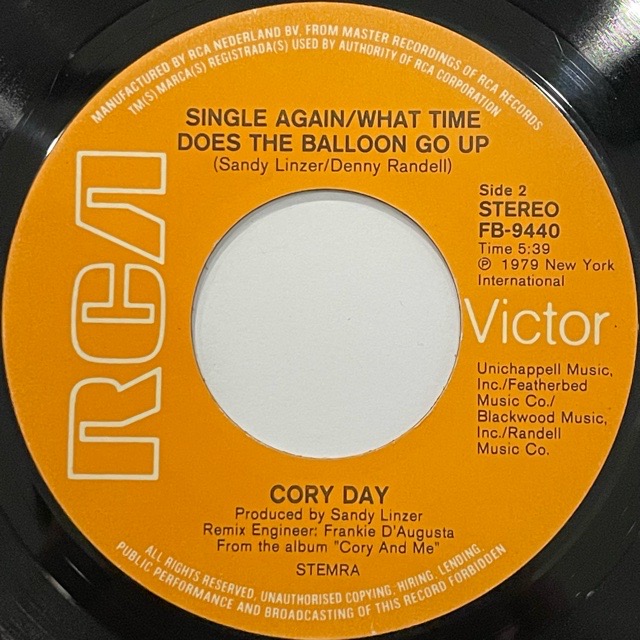 MANUFACTURED BY RCA NEDERLAND BV, FROM MASTER RECORDINGS OF RCA RECORDS
TM(S) MARCA(S) REGISTRADA(S) USED BY AUTHORITY OF RCA CORPORATION
SINGLE AGAIN/WHAT TIME
DOES THE BALLOON GO UP
(Sandy Linzer/Denny Randell)
RCA
Side 2
STEREO
FB-9440
Time 5:39
℗ 1979 New York
International
Victor
Unichappell Music,
Inc./Featherbed
Music Co./
Blackwood Music,
Inc./Randell
Music Co.
CORY DAY
Produced by Sandy Linzer
Remix Engineer: Frankie D'Augusta
From the album "Cory And Me"
STEMRA
ALL RIGHTS RESERVED, UNAUTHORISED COPYING, HIRING, LENDING,
PUBLIC PERFORMANCE AND BROADCASTING OF THIS RECORD FORBIDDEN